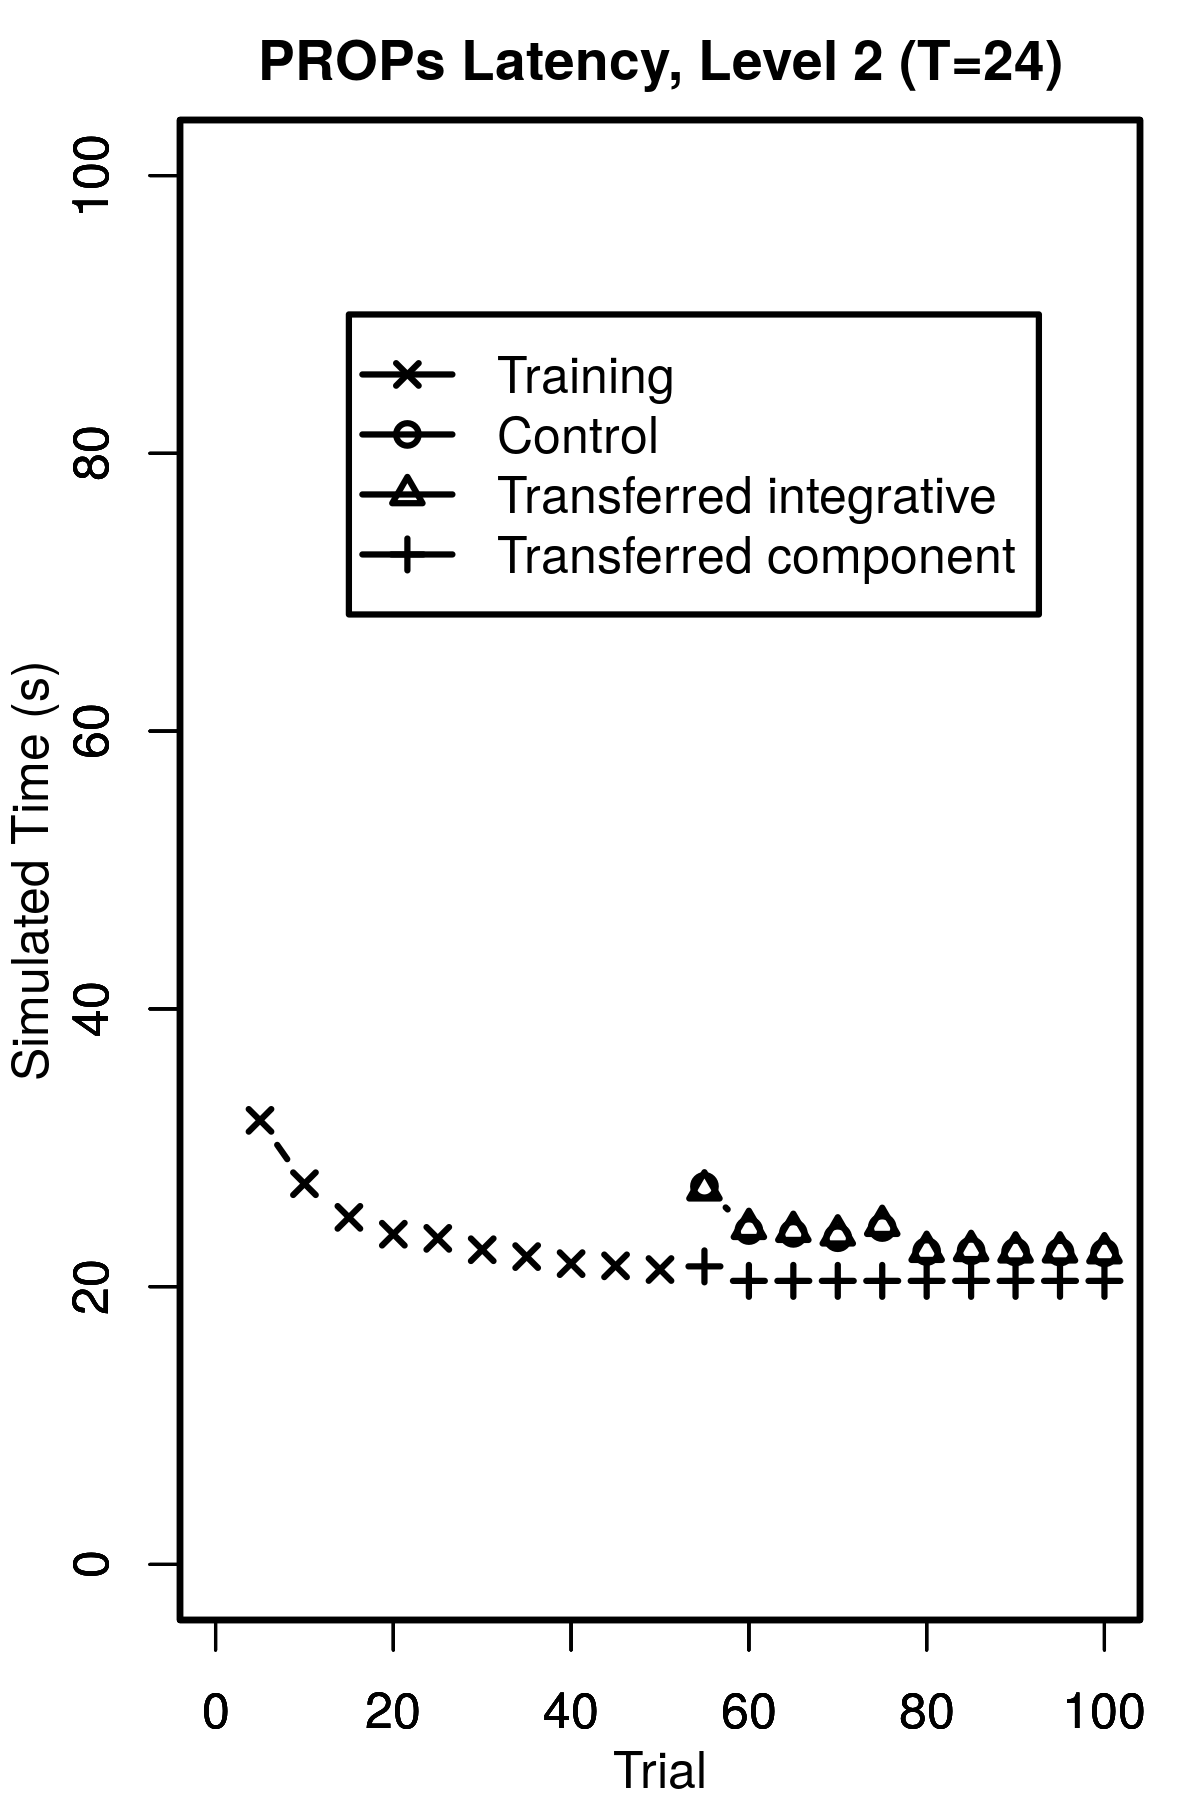 PROPs Latency, Level 2 (T=24)
100
80
60
40
20
0
Simulated Time (s)
Training
Control
Transferred integrative
Transferred component
0 20 40 60 80 100
Trial